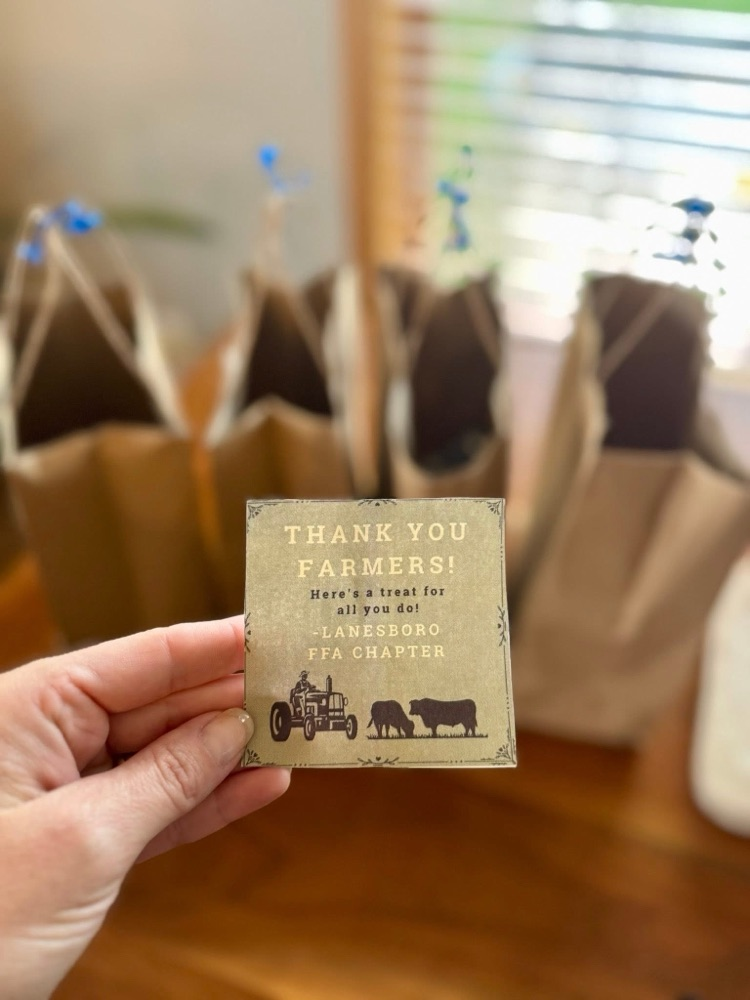 THANK YOU
FARMERS!
Here's a treat for
all you do!
-LANESBORO
FFA CHAPTER